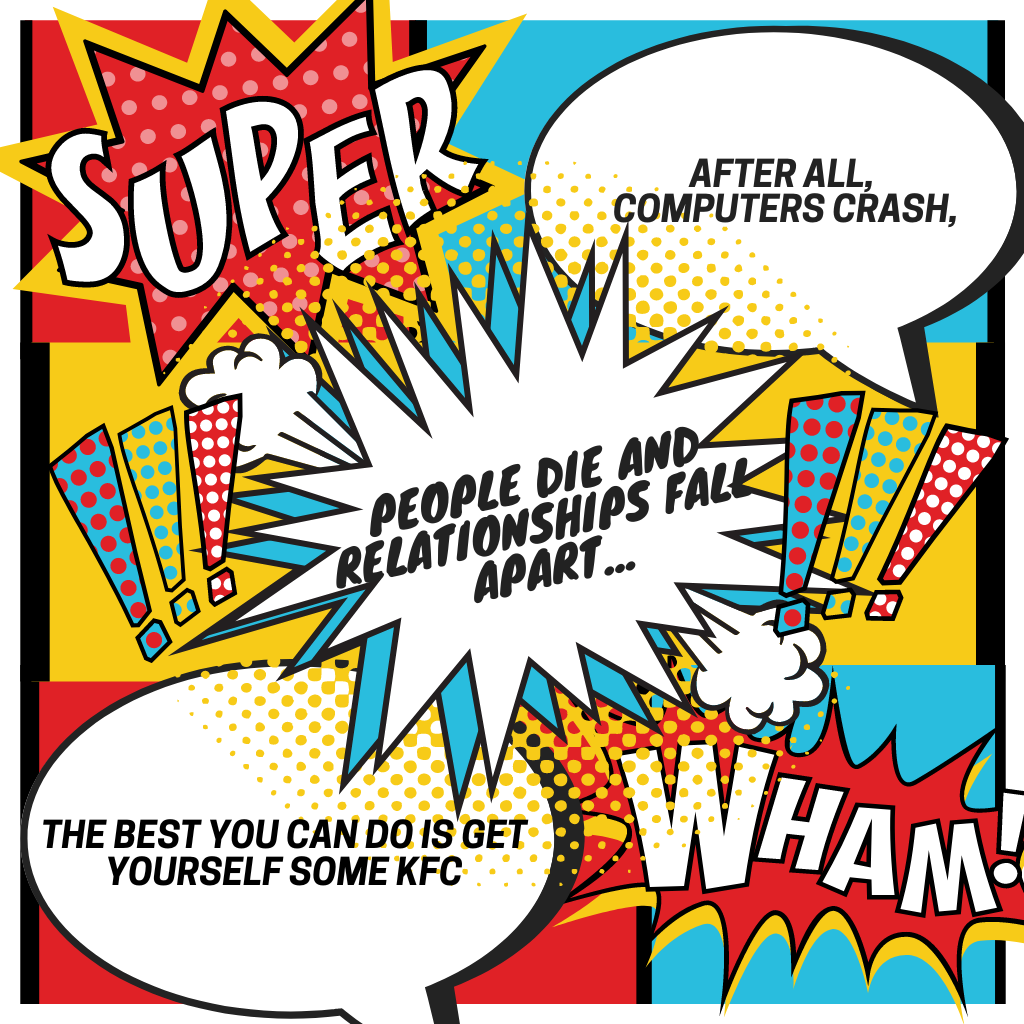 SUPER
AFTER ALL,
COMPUTERS CRASH,
!!!
PEOPLE DIE AND
RELATIONSHIPS FALL
APART...
!!!
THE BEST YOU CAN DO IS GET
YOURSELF SOME KFC
WHAM!